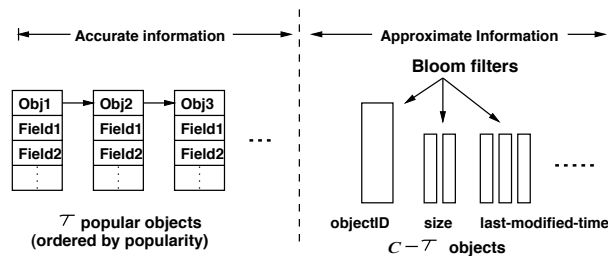 Accurate information
Approximate Information
Bloom filters
Obj1 Obj2 Obj3
Field1 Field1 Field1
Field2 Field2 Field2
objectID size last-modified-time
𝒯 popular objects
(ordered by popularity)
C − 𝒯 objects